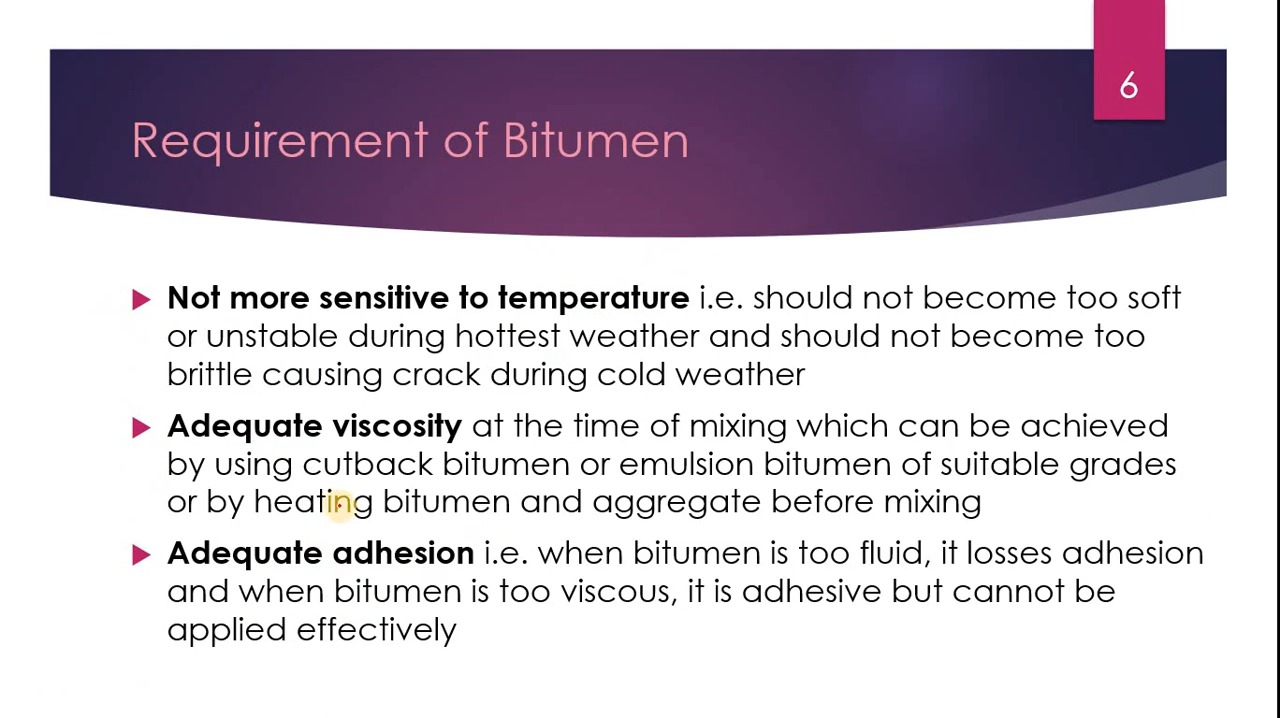 6
Requirement of Bitumen
Not more sensitive to temperature i.e. should not become too soft
or unstable during hottest weather and should not become too
brittle causing crack during cold weather
Adequate viscosity at the time of mixing which can be achieved
by using cutback bitumen or emulsion bitumen of suitable grades
or by heating bitumen and aggregate before mixing
Adequate adhesion i.e. when bitumen is too fluid, it losses adhesion
and when bitumen is too viscous, it is adhesive but cannot be
applied effectively